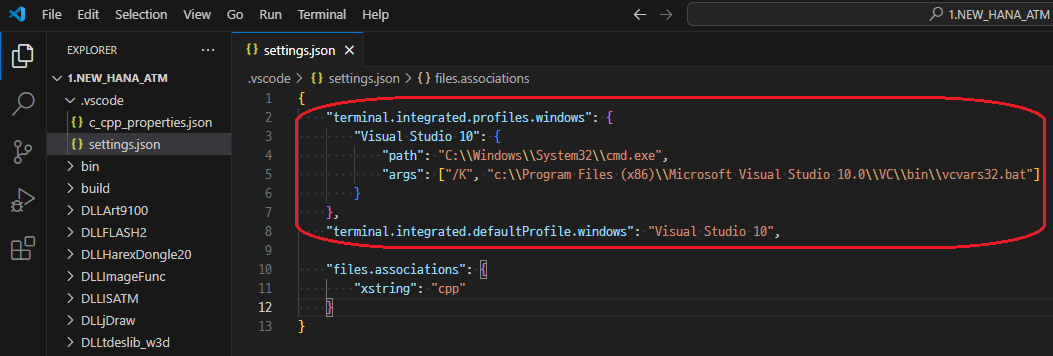 File Edit Selection View Go Run Terminal Help
1.NEW_HANA_ATM
EXPLORER
1.NEW_HANA_ATM
.vscode
{} c_cpp_properties.json
{} settings.json
bin
build
DLLArt9100
DLLFLASH2
DLLHarexDongle20
DLLImageFunc
DLLISATM
DLLjDraw
DLLtdeslib_w3d
{} settings.json
.vscode > {} settings.json > {} files.associations
1 {
2 "terminal.integrated.profiles.windows": {
3 "Visual Studio 10": {
4 "path": "C:\\Windows\\System32\\cmd.exe",
5 "args": ["/K", "c:\\Program Files (x86)\\Microsoft Visual Studio 10.0\\VC\\bin\\vcvars32.bat"]
6 }
7 },
8 "terminal.integrated.defaultProfile.windows": "Visual Studio 10",
9
10 "files.associations": {
11 "xstring": "cpp"
12 }
13 }